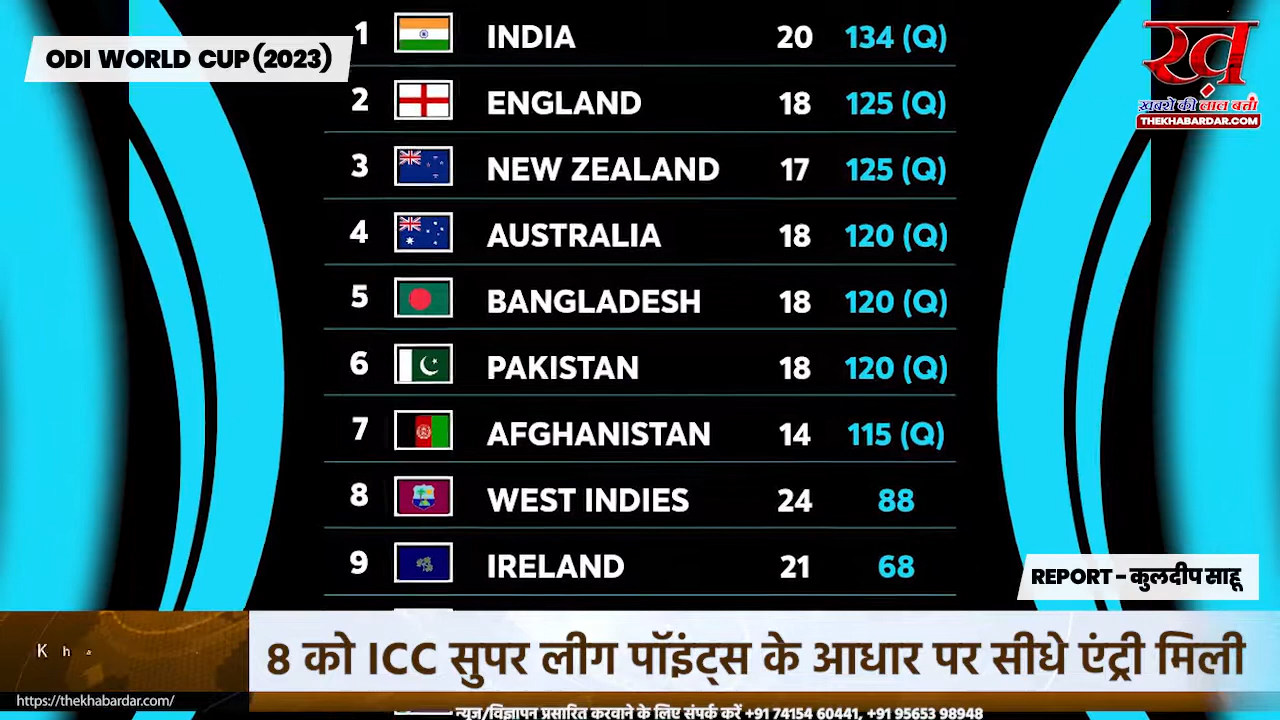 1 INDIA 20 134 (Q)
ODI WORLD CUP (2023)
ख़
खबरों की लाल बत्ती
THEKHABARDAR.COM
2 ENGLAND 18 125 (Q)
3 NEW ZEALAND 17 125 (Q)
4 AUSTRALIA 18 120 (Q)
5 BANGLADESH 18 120 (Q)
6 PAKISTAN 18 120 (Q)
7 AFGHANISTAN 14 115 (Q)
8 WEST INDIES 24 88
9 IRELAND 21 68
REPORT - कुलदीप साहू
K h a
8 को ICC सुपर लीग पॉइंट्स के आधार पर सीधे एंट्री मिली
https://thekhabardar.com/
न्यूज/विज्ञापन प्रसारित करवाने के लिए संपर्क करें +91 74154 60441, +91 95653 98948